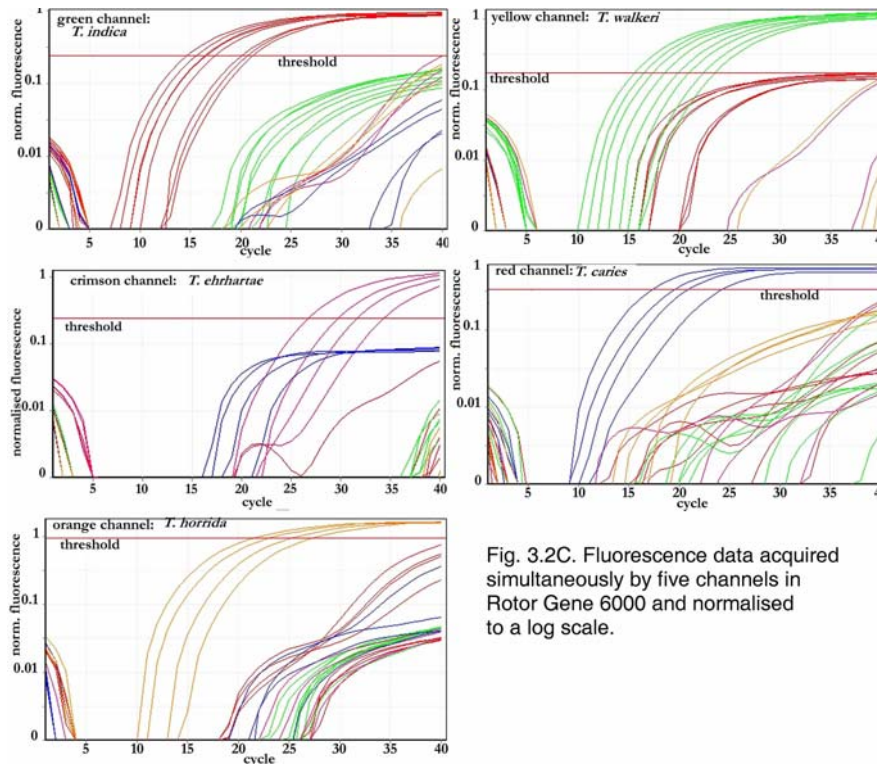 green channel:
T. indica
threshold
norm. fluorescence
1
0.1
0.01
0
5 10 15 20 25 30 35 40
cycle
yellow channel: T. walkeri
threshold
norm. fluorescence
0.1
0.01
0
5 10 15 20 25 30 35
cycle
crimson channel: T. ehrhartae
threshold
normalised fluorescence
1
0.1
0.01
0
5 10 15 20 25 30 35 40
cycle
red channel: T. caries
threshold
norm. fluorescence
1
0.1
0.01
0
5 10 15 20 25 30 35 40
cycle
orange channel: T. horrida
threshold
norm. fluorescence
1
0.1
0.01
0
5 10 15 20 25 30 35 40
cycle
Fig. 3.2C. Fluorescence data acquired
simultaneously by five channels in
Rotor Gene 6000 and normalised
to a log scale.